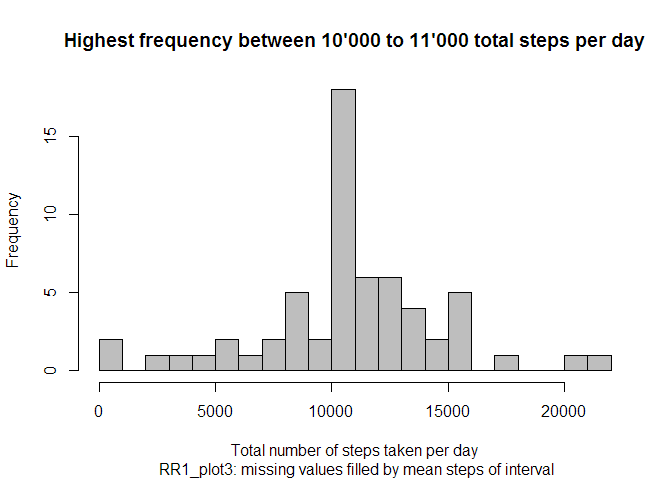 Highest frequency between 10'000 to 11'000 total steps per day
Frequency
15
10
5
0
0 5000 10000 15000 20000
Total number of steps taken per day
RR1_plot3: missing values filled by mean steps of interval